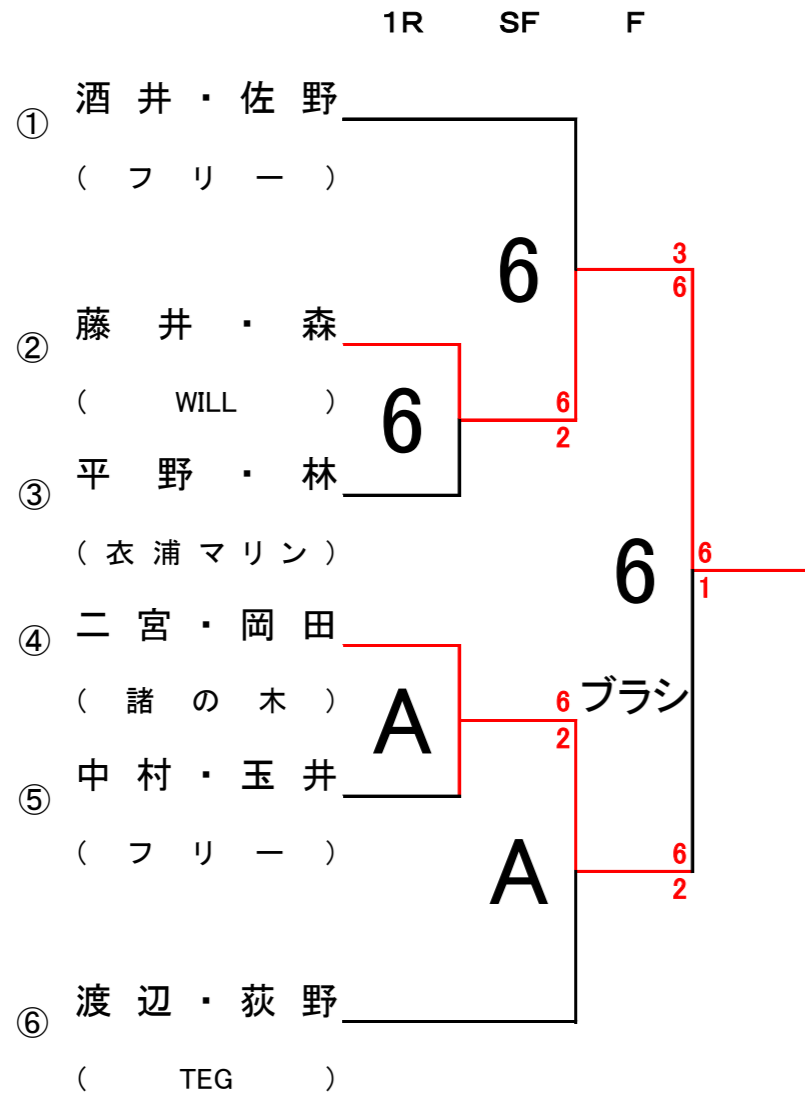 1R SF F
① 酒井・佐野
(フリー)
6
3
6
② 藤井・森
(WILL)
6
6
2
③ 平野・林
(衣浦マリン)
6
6
1
④ 二宮・岡田
(諸の木)
A
6
2
ブラシ
⑤ 中村・玉井
(フリー)
A
6
2
⑥ 渡辺・荻野
(TEG)